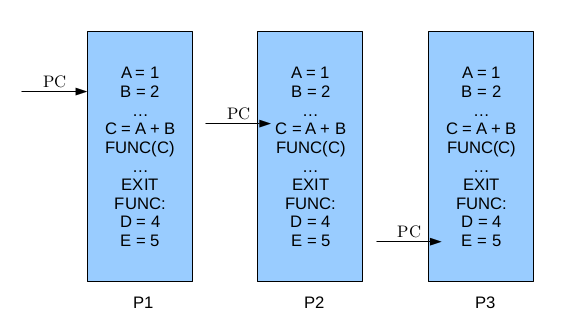 PC
A = 1
B = 2
...
C = A + B
FUNC(C)
...
EXIT
FUNC:
D = 4
E = 5
P1
PC
A = 1
B = 2
...
C = A + B
FUNC(C)
...
EXIT
FUNC:
D = 4
E = 5
P2
PC
A = 1
B = 2
...
C = A + B
FUNC(C)
...
EXIT
FUNC:
D = 4
E = 5
P3